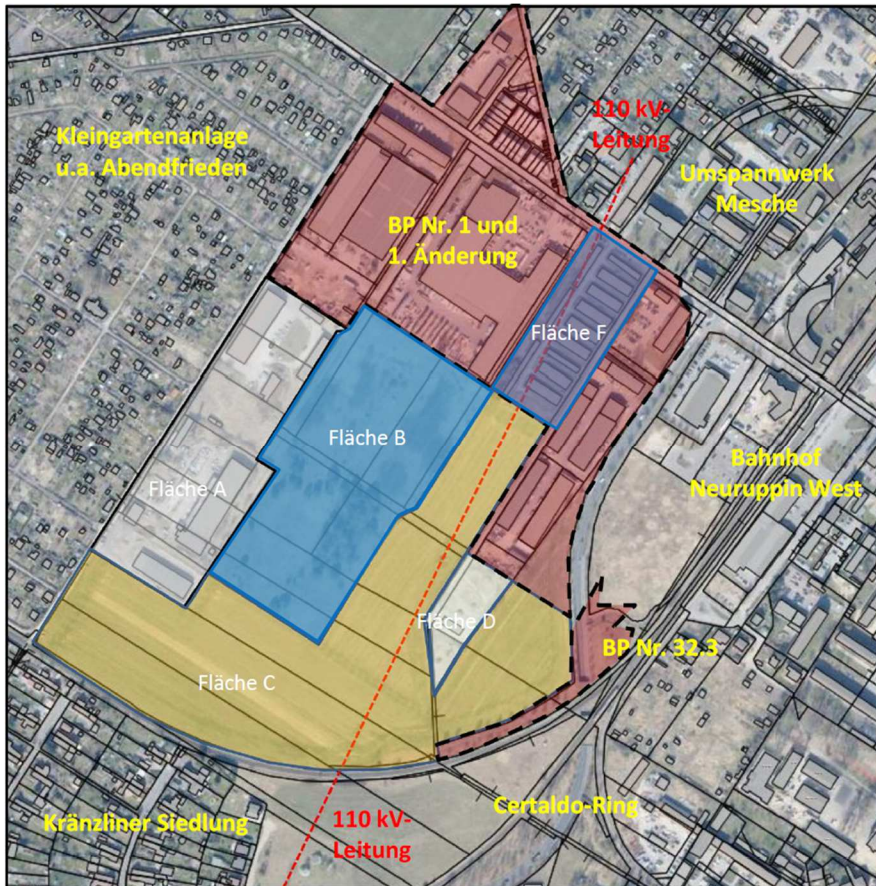 110 kV-
Leitung
Kleingartenanlage
u.a. Abendfrieden
Umspannwerk
Mesche
BP Nr. 1 und
1. Änderung
Fläche F
Fläche B
Bahnhof
Neuruppin West
Fläche A
Fläche D
BP Nr. 32.3
Fläche C
Certaldo-Ring
Kränzliner Siedlung
110 kV-
Leitung